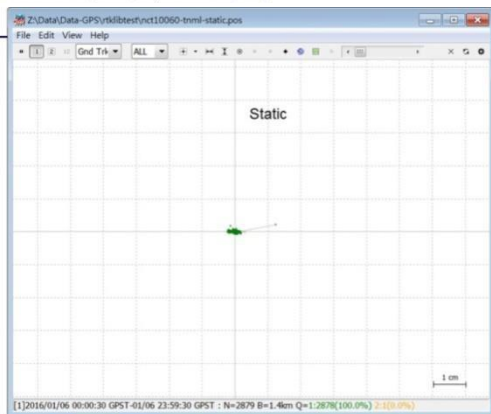 Z:\Data\Data-GPS\rtklibtest\nct10060-tnml-static.pos
File Edit View Help
1 2 Gnd Trk ALL
Static
1 cm
[1]2016/01/06 00:00:30 GPST-01/06 23:59:30 GPST : N=2879 B=1.4km Q=1:2878(100.0%) 2:1(0.0%)